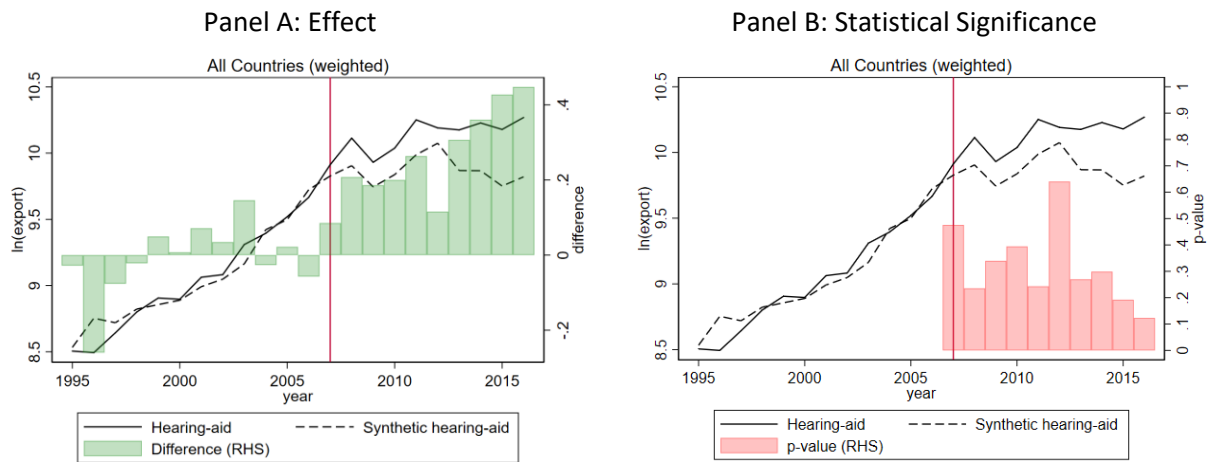 Panel A: Effect
All Countries (weighted)
10.5
10
9.5
9
8.5
ln(export)
.4
.2
0
-.2
difference
1995
2000
2005
2010
2015
year
Hearing-aid
Synthetic hearing-aid
Difference (RHS)
Panel B: Statistical Significance
All Countries (weighted)
10.5
10
9.5
9
8.5
ln(export)
1
.9
.8
.7
.6
.5
.4
.3
.2
.1
0
p-value
1995
2000
2005
2010
2015
year
Hearing-aid
Synthetic hearing-aid
p-value (RHS)